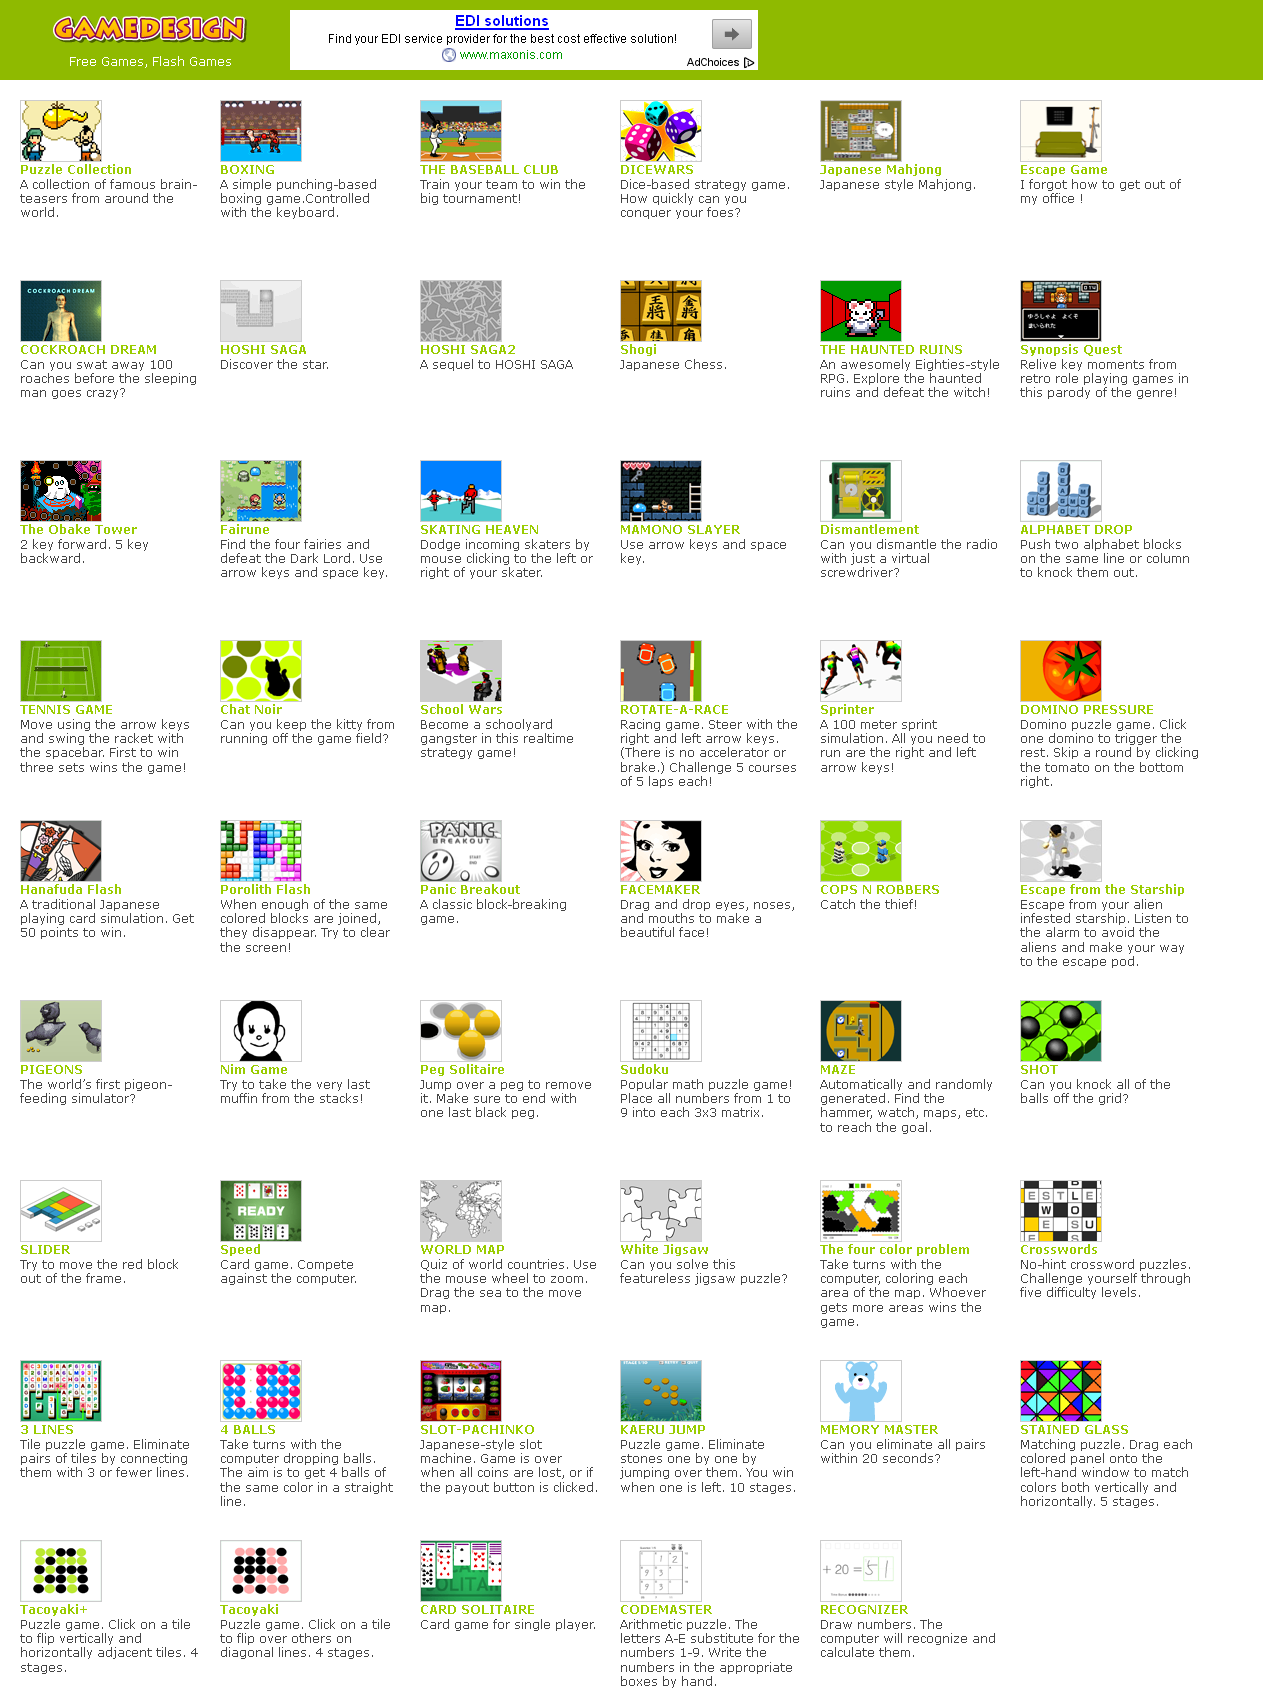 GAMEDESIGN
Free Games, Flash Games
EDI solutions
Find your EDI service provider for the best cost effective solution!
www.maxonis.com
AdChoices
Puzzle Collection
A collection of famous brain-
teasers from around the
world.
BOXING
A simple punching-based
boxing game.Controlled
with the keyboard.
THE BASEBALL CLUB
Train your team to win the
big tournament!
DICEWARS
Dice-based strategy game.
How quickly can you
conquer your foes?
Japanese Mahjong
Japanese style Mahjong.
Escape Game
I forgot how to get out of
my office !
COCKROACH DREAM
COCKROACH DREAM
Can you swat away 100
roaches before the sleeping
man goes crazy?
HOSHI SAGA
Discover the star.
HOSHI SAGA2
A sequel to HOSHI SAGA
王 金
將 將
Shogi
Japanese Chess.
THE HAUNTED RUINS
An awesomely Eighties-style
RPG. Explore the haunted
ruins and defeat the witch!
ゆうしゃよ よくぞ
まいられた
Synopsis Quest
Relive key moments from
retro role playing games in
this parody of the genre!
The Obake Tower
2 key forward. 5 key
backward.
Fairune
Find the four fairies and
defeat the Dark Lord. Use
arrow keys and space key.
SKATING HEAVEN
Dodge incoming skaters by
mouse clicking to the left or
right of your skater.
MAMONO SLAYER
Use arrow keys and space
key.
Dismantlement
Can you dismantle the radio
with just a virtual
screwdriver?
ALPHABET DROP
Push two alphabet blocks
on the same line or column
to knock them out.
TENNIS GAME
Move using the arrow keys
and swing the racket with
the spacebar. First to win
three sets wins the game!
Chat Noir
Can you keep the kitty from
running off the game field?
School Wars
Become a schoolyard
gangster in this realtime
strategy game!
ROTATE-A-RACE
Racing game. Steer with the
right and left arrow keys.
(There is no accelerator or
brake.) Challenge 5 courses
of 5 laps each!
Sprinter
A 100 meter sprint
simulation. All you need to
run are the right and left
arrow keys!
DOMINO PRESSURE
Domino puzzle game. Click
one domino to trigger the
rest. Skip a round by clicking
the tomato on the bottom
right.
Hanafuda Flash
A traditional Japanese
playing card simulation. Get
50 points to win.
Porolith Flash
When enough of the same
colored blocks are joined,
they disappear. Try to clear
the screen!
PANIC
BREAKOUT
START
Panic Breakout
A classic block-breaking
game.
FACEMAKER
Drag and drop eyes, noses,
and mouths to make a
beautiful face!
COPS N ROBBERS
Catch the thief!
Escape from the Starship
Escape from your alien
infested starship. Listen to
the alarm to avoid the
aliens and make your way
to the escape pod.
PIGEONS
The world's first pigeon-
feeding simulator?
Nim Game
Try to take the very last
muffin from the stacks!
Peg Solitaire
Jump over a peg to remove
it. Make sure to end with
one last black peg.
Sudoku
Popular math puzzle game!
Place all numbers from 1 to
9 into each 3x3 matrix.
MAZE
Automatically and randomly
generated. Find the
hammer, watch, maps, etc.
to reach the goal.
SHOT
Can you knock all of the
balls off the grid?
SLIDER
Try to move the red block
out of the frame.
READY
Speed
Card game. Compete
against the computer.
WORLD MAP
Quiz of world countries. Use
the mouse wheel to zoom.
Drag the sea to the move
map.
White Jigsaw
Can you solve this
featureless jigsaw puzzle?
The four color problem
Take turns with the
computer, coloring each
area of the map. Whoever
gets more areas wins the
game.
ESTLE
WOU
Crosswords
No-hint crossword puzzles.
Challenge yourself through
five difficulty levels.
3 LINES
Tile puzzle game. Eliminate
pairs of tiles by connecting
them with 3 or fewer lines.
4 BALLS
Take turns with the
computer dropping balls.
The aim is to get 4 balls of
the same color in a straight
line.
SLOT-PACHINKO
Japanese-style slot
machine. Game is over
when all coins are lost, or if
the payout button is clicked.
KAERU JUMP
Puzzle game. Eliminate
stones one by one by
jumping over them. You win
when one is left. 10 stages.
MEMORY MASTER
Can you eliminate all pairs
within 20 seconds?
STAINED GLASS
Matching puzzle. Drag each
colored panel onto the
left-hand window to match
colors both vertically and
horizontally. 5 stages.
Tacoyaki+
Puzzle game. Click on a tile
to flip vertically and
horizontally adjacent tiles. 4
stages.
Tacoyaki
Puzzle game. Click on a tile
to flip over others on
diagonal lines. 4 stages.
CARD SOLITAIRE
Card game for single player.
CODEMASTER
Arithmetic puzzle. The
letters A-E substitute for the
numbers 1-9. Write the
numbers in the appropriate
boxes by hand.
+ 20 = 51
RECOGNIZER
Draw numbers. The
computer will recognize and
calculate them.